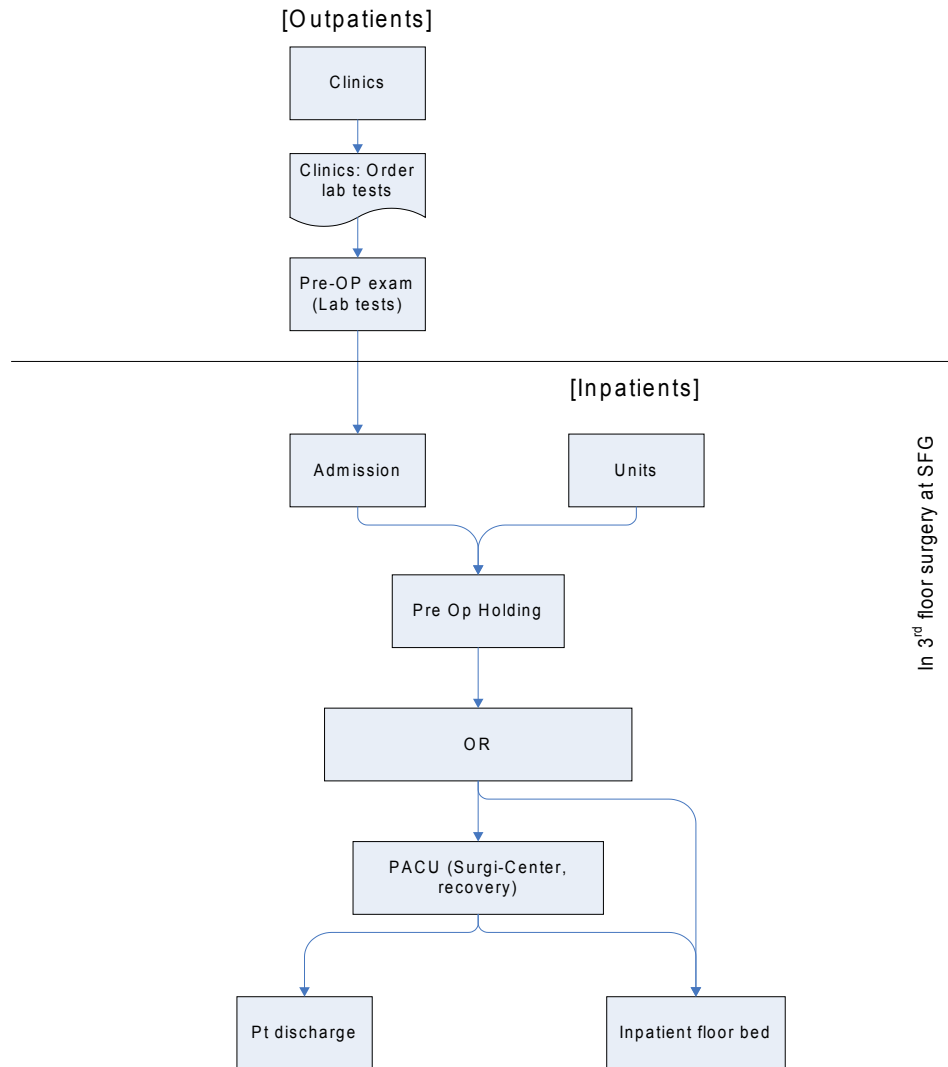 [Outpatients]
Clinics
Clinics: Order
lab tests
Pre-OP exam
(Lab tests)
[Inpatients]
Admission
Units
In 3rd floor surgery at SFG
Pre Op Holding
OR
PACU (Surgi-Center,
recovery)
Pt discharge
Inpatient floor bed